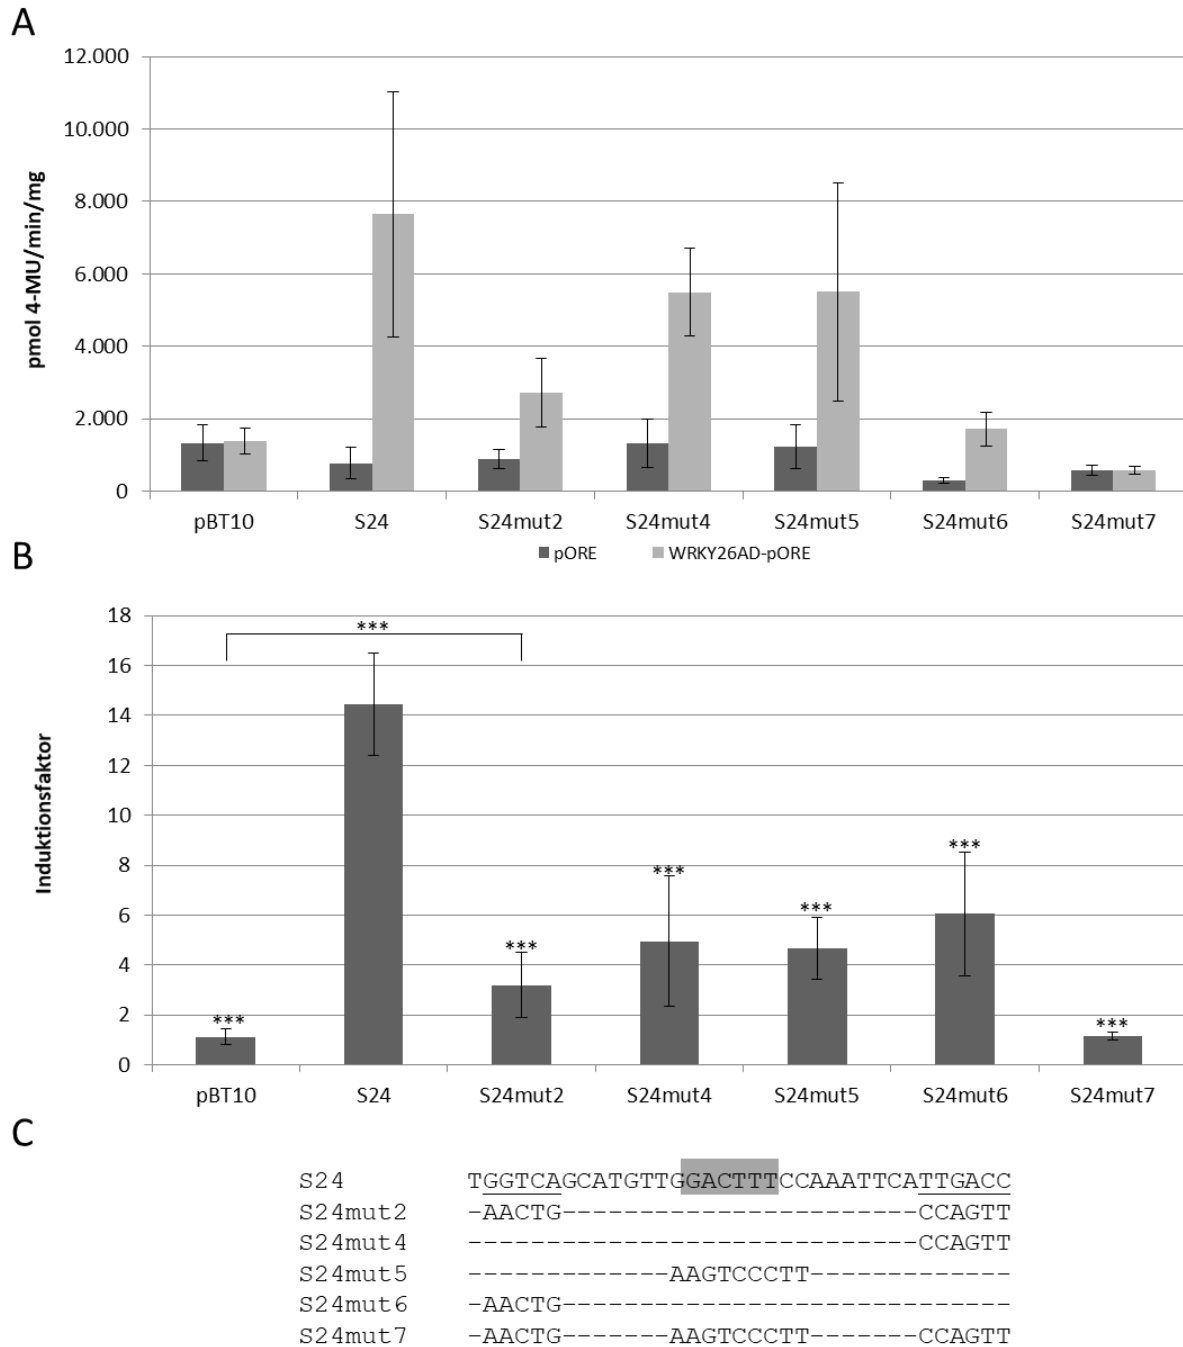 A
12.000
10.000
8.000
6.000
4.000
2.000
0
pmol 4-MU/min/mg
pBT10 S24 S24mut2 S24mut4 S24mut5 S24mut6 S24mut7
pORE WRKY26AD-pORE
B
18
16
14
12
10
8
6
4
2
0
Induktionsfaktor
***
*** *** *** *** *** ***
pBT10 S24 S24mut2 S24mut4 S24mut5 S24mut6 S24mut7
C
S24 TGGTCAGCATGTTGGACTTTCCAAATTCATTGACC
S24mut2 -AACTG-----------------------CCAGTT
S24mut4 -----------------------------CCAGTT
S24mut5 -------------AAGTCCCTT-------------
S24mut6 -AACTG-----------------------------
S24mut7 -AACTG-------AAGTCCCTT-------CCAGTT